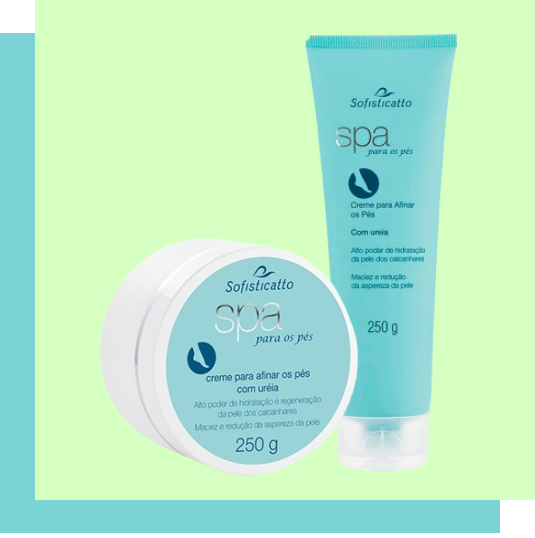 Sofisticatto
spa
para os pés
Creme para Afinar
os Pés
Com ureia
Alto poder de hidratação
da pele dos calcanhares
Maciez e redução
da aspereza da pele
250 g
Sofisticatto
spa
para os pés
creme para afinar os pés
com uréia
Alto poder de hidratação e regeneração
da pele dos calcanhares
Maciez e redução da aspereza da pele
250 g